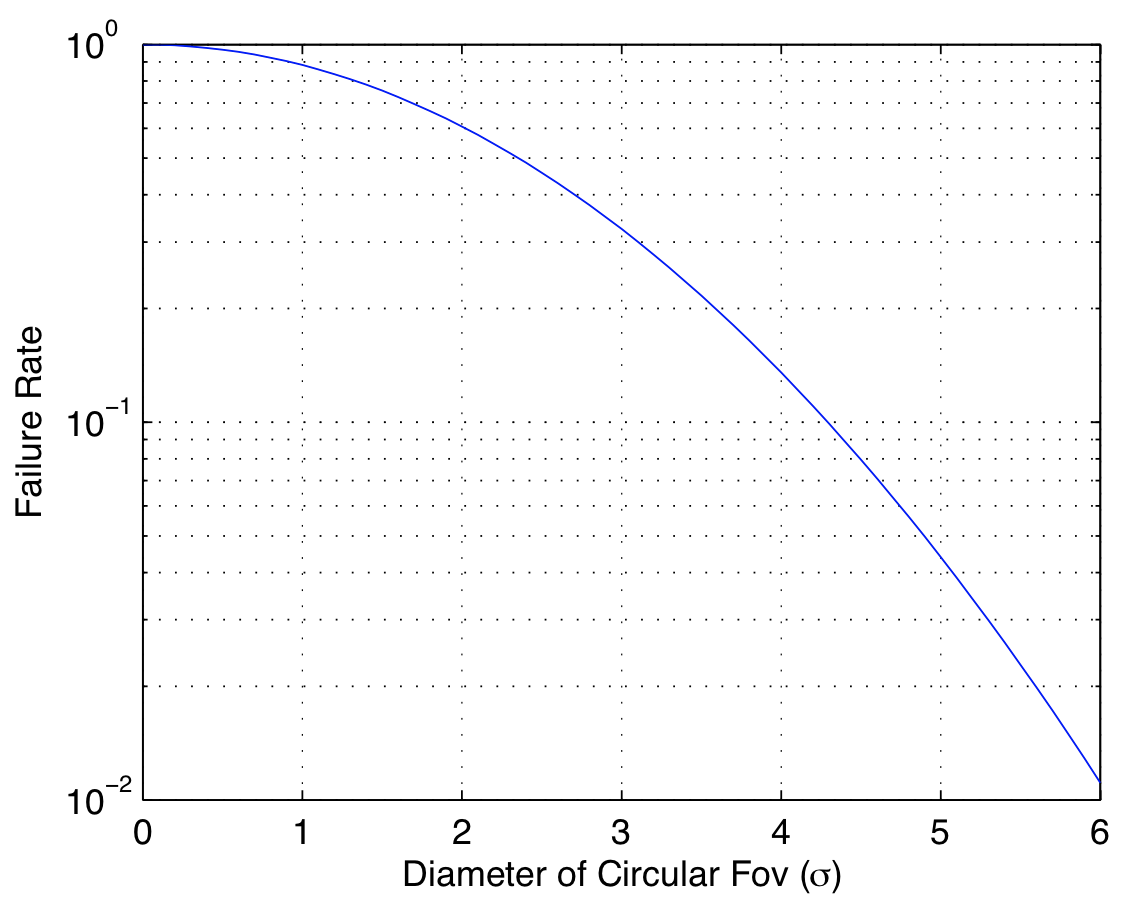 10^0
10^−1
10^−2
Failure Rate
0 1 2 3 4 5 6
Diameter of Circular Fov (σ)